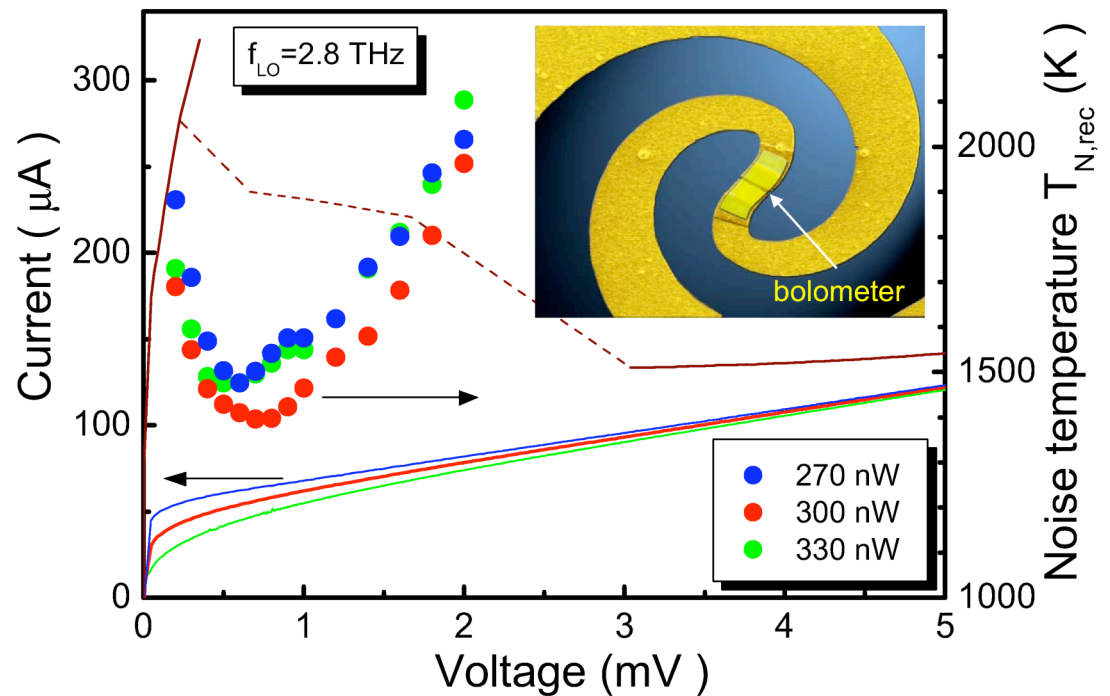 f_LO=2.8 THz
bolometer
270 nW
300 nW
330 nW
Current ( μA)
300
200
100
0
Noise temperature T_N,rec (K)
2000
1500
1000
0
1
2
3
4
5
Voltage (mV )